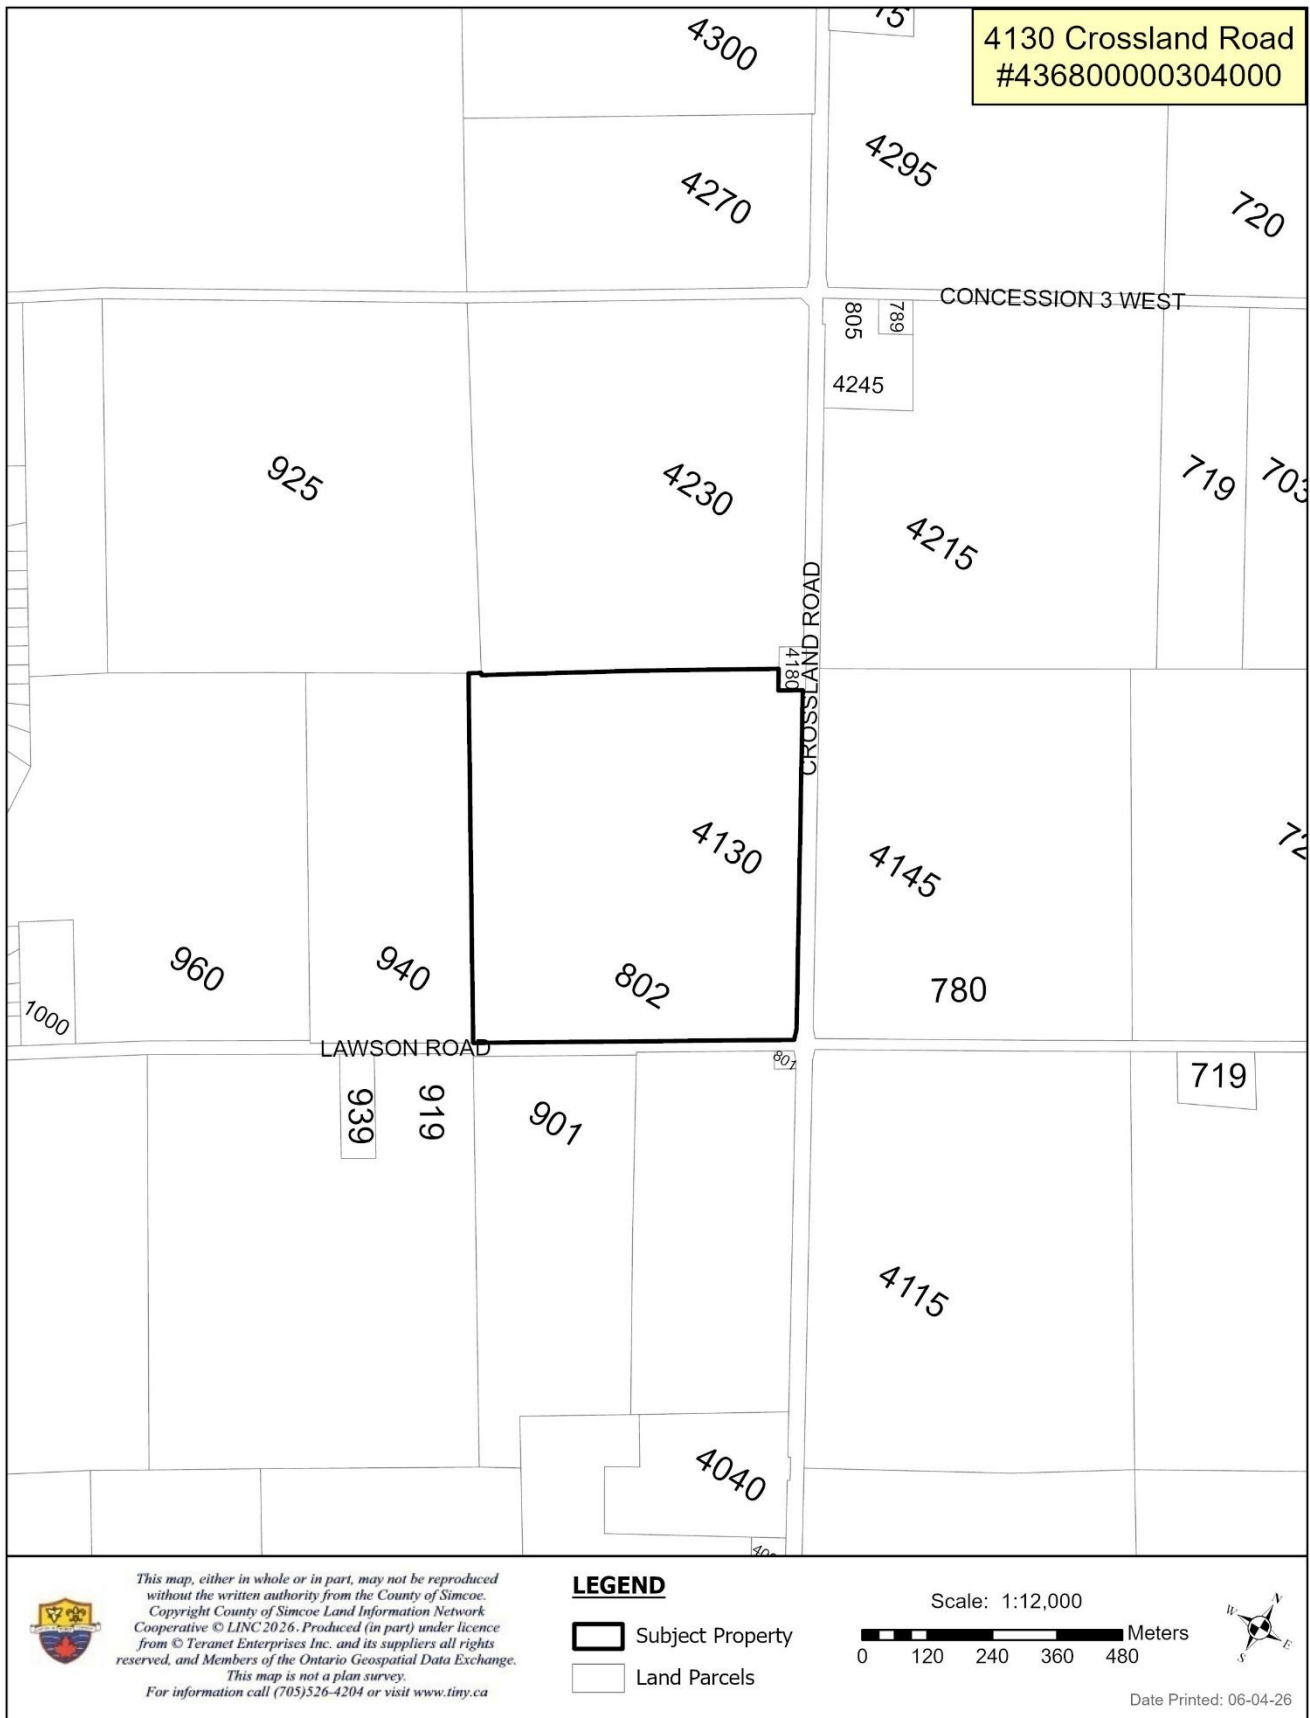 4130 Crossland Road
#436800000304000
15
4300
4295
4270
720
CONCESSION 3 WEST
805
789
4245
925
4230
719
703
4215
CROSSLAND ROAD
4180
4130
4145
72
960
940
802
780
1000
LAWSON ROAD
801
719
939
919
901
4115
4040
This map, either in whole or in part, may not be reproduced
without the written authority from the County of Simcoe.
Copyright County of Simcoe Land Information Network
Cooperative © LINC 2026. Produced (in part) under licence
from © Teranet Enterprises Inc. and its suppliers all rights
reserved, and Members of the Ontario Geospatial Data Exchange.
This map is not a plan survey.
For information call (705)526-4204 or visit www.tiny.ca
LEGEND
Subject Property
Land Parcels
Scale: 1:12,000
Meters
0 120 240 360 480
N
W
E
S
Date Printed: 06-04-26